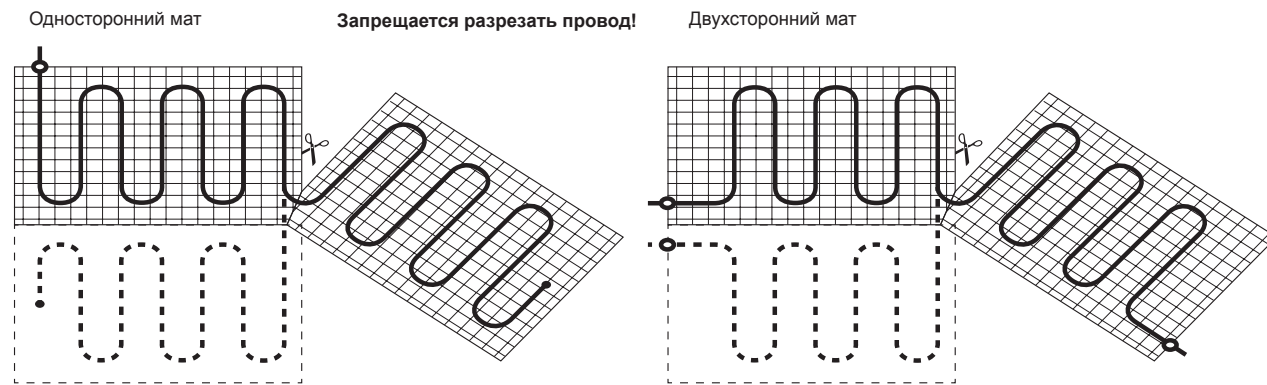 Односторонний мат
Запрещается разрезать провод!
Двухсторонний мат